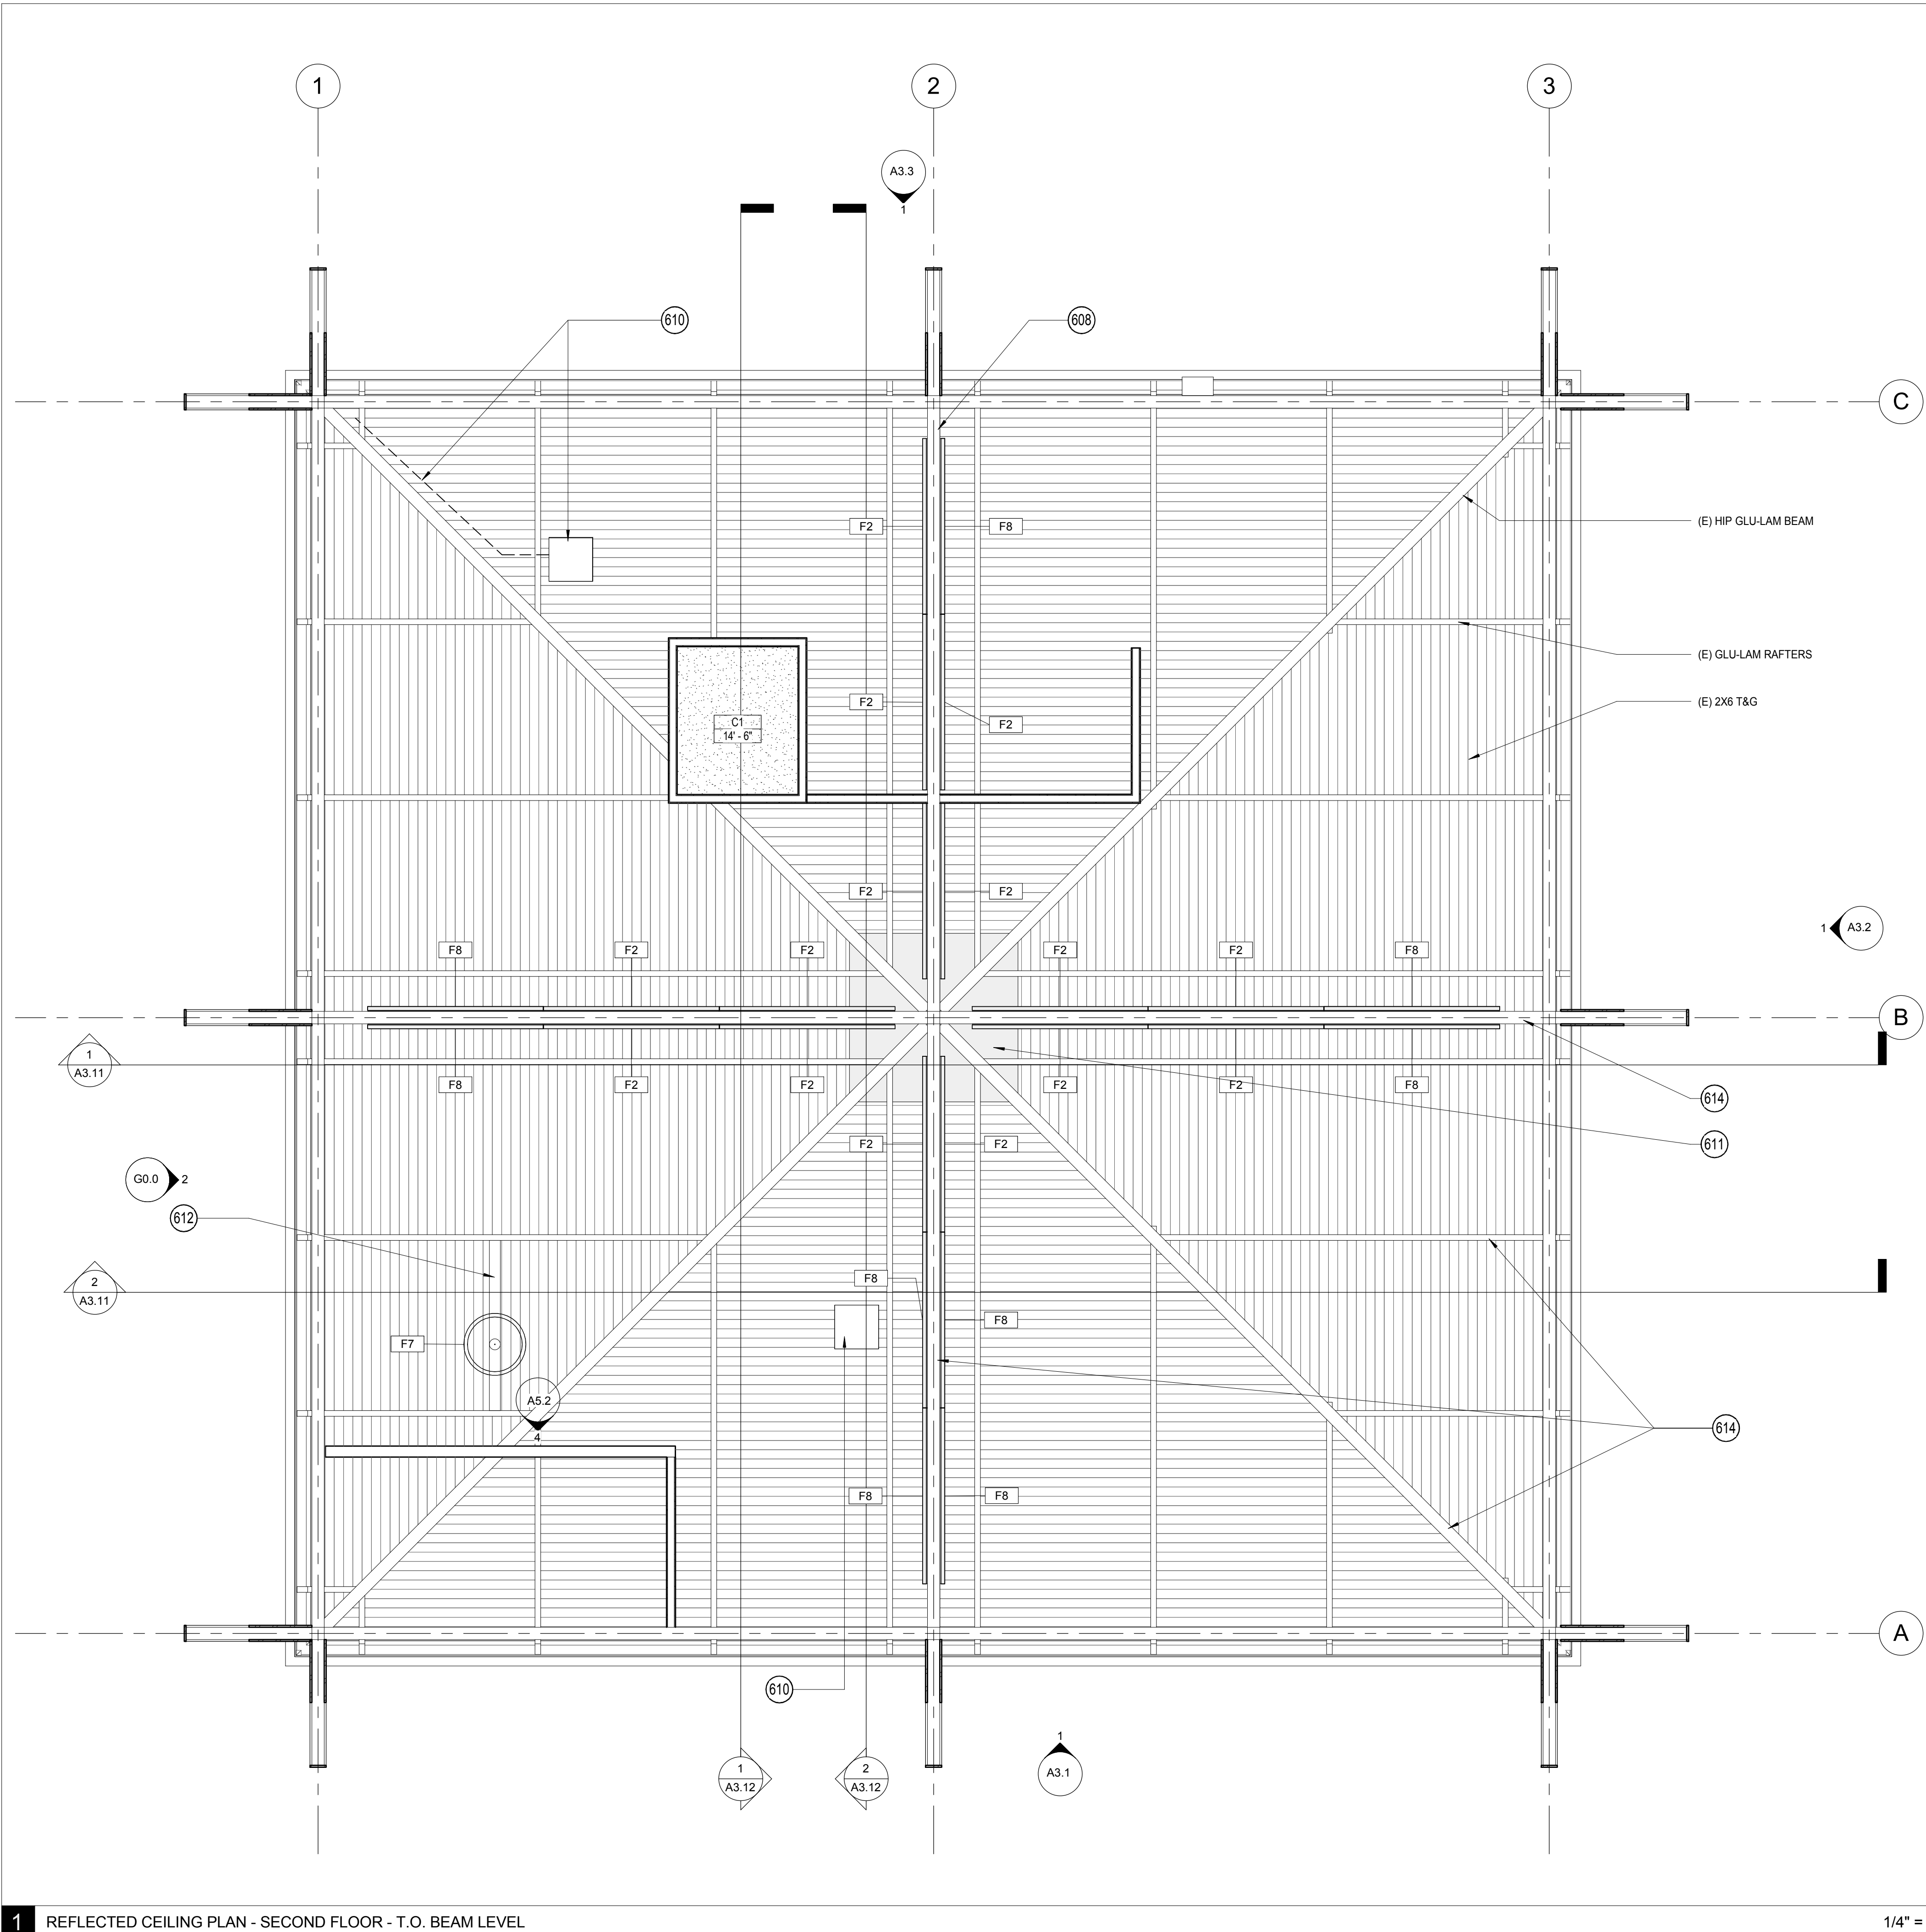 1
2
3
A3.3
1
610
608
C
F2
F8
(E) HIP GLU-LAM BEAM
(E) GLU-LAM RAFTERS
F2
F2
(E) 2X6 T&G
C1
14' - 6"
F2
F2
1
A3.2
F8
F2
F2
F2
F2
F8
B
1
A3.11
F8
F2
F2
F2
F2
F8
614
F2
F2
611
G0.0
2
612
F8
2
A3.11
F8
F7
A5.2
4
614
F8
F8
A
610
1
A3.12
2
A3.12
1
A3.1
1
REFLECTED CEILING PLAN - SECOND FLOOR - T.O. BEAM LEVEL
1/4" =